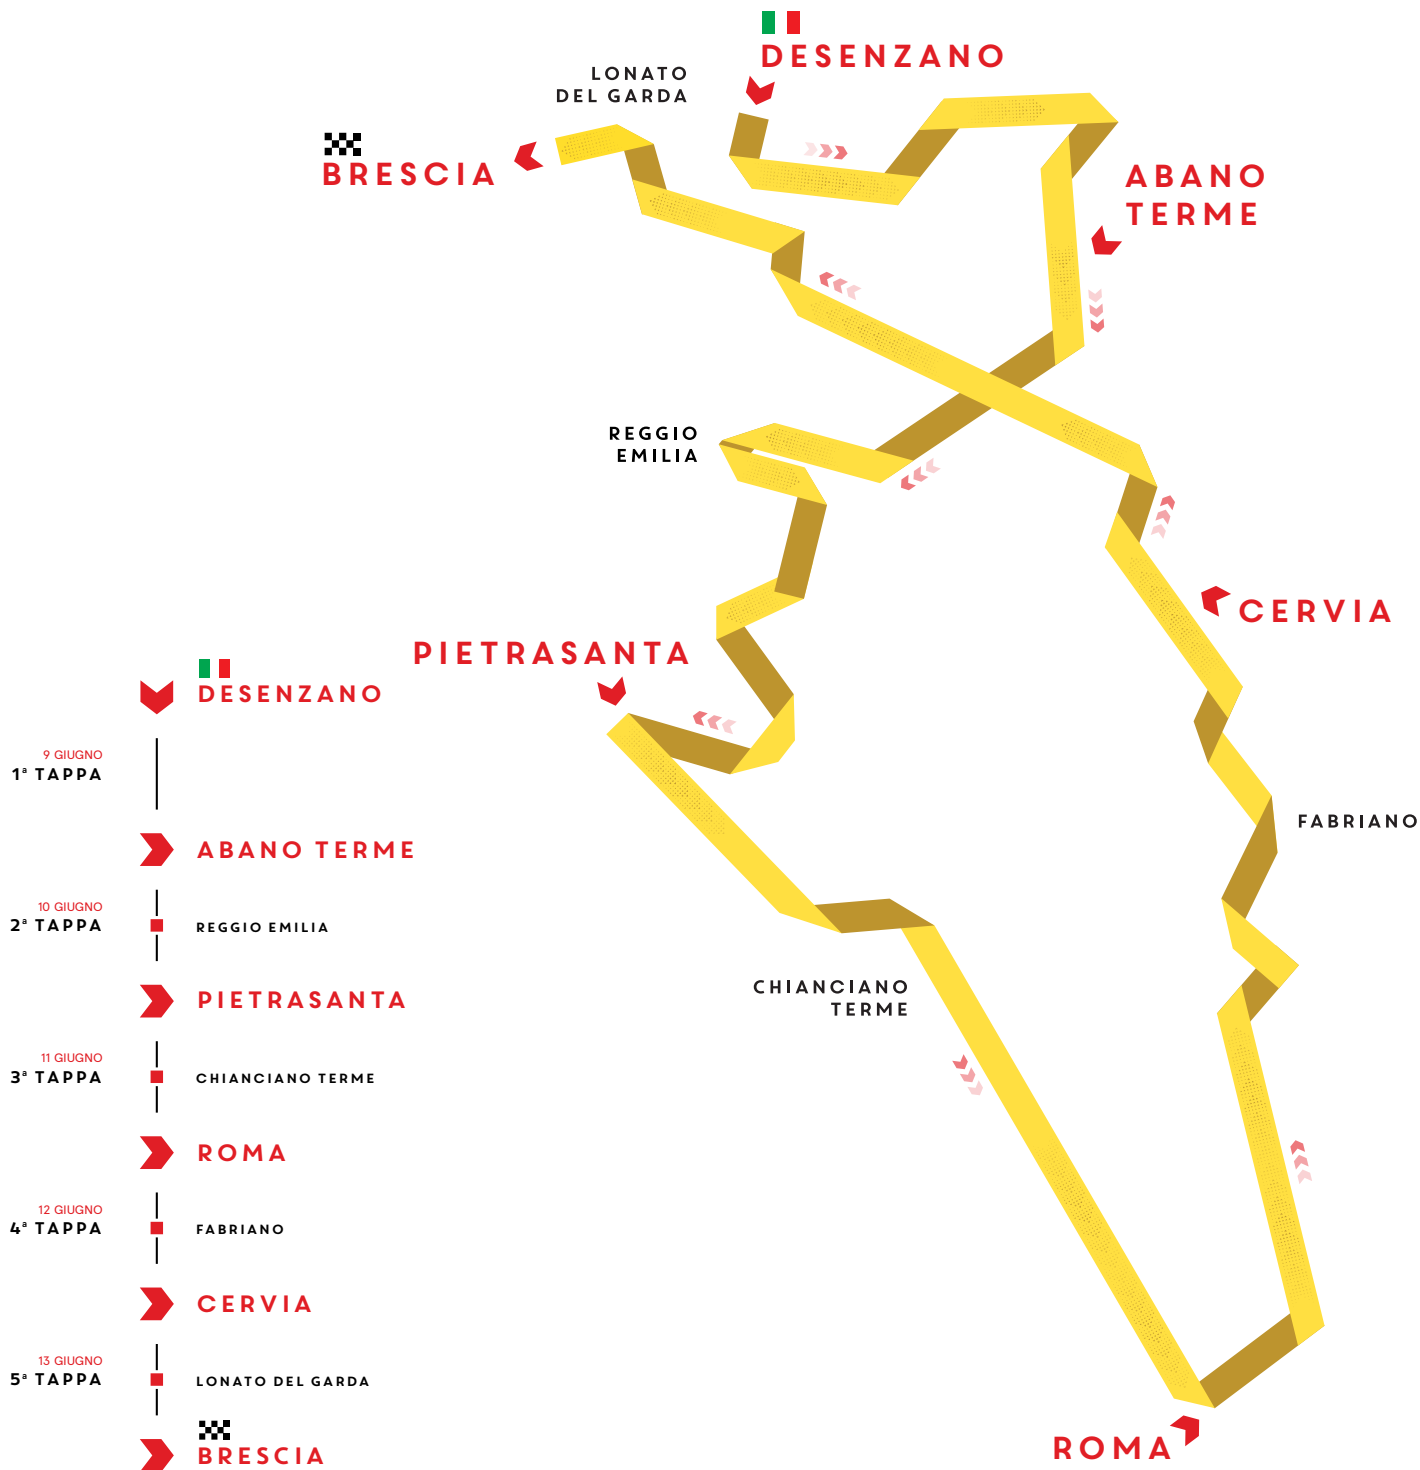 DESENZANO
LONATO
DEL GARDA
BRESCIA
ABANO
TERME
REGGIO
EMILIA
CERVIA
PIETRASANTA
FABRIANO
CHIANCIANO
TERME
ROMA
DESENZANO
9 GIUGNO
1ª TAPPA
ABANO TERME
10 GIUGNO
2ª TAPPA
REGGIO EMILIA
PIETRASANTA
11 GIUGNO
3ª TAPPA
CHIANCIANO TERME
ROMA
12 GIUGNO
4ª TAPPA
FABRIANO
CERVIA
13 GIUGNO
5ª TAPPA
LONATO DEL GARDA
BRESCIA